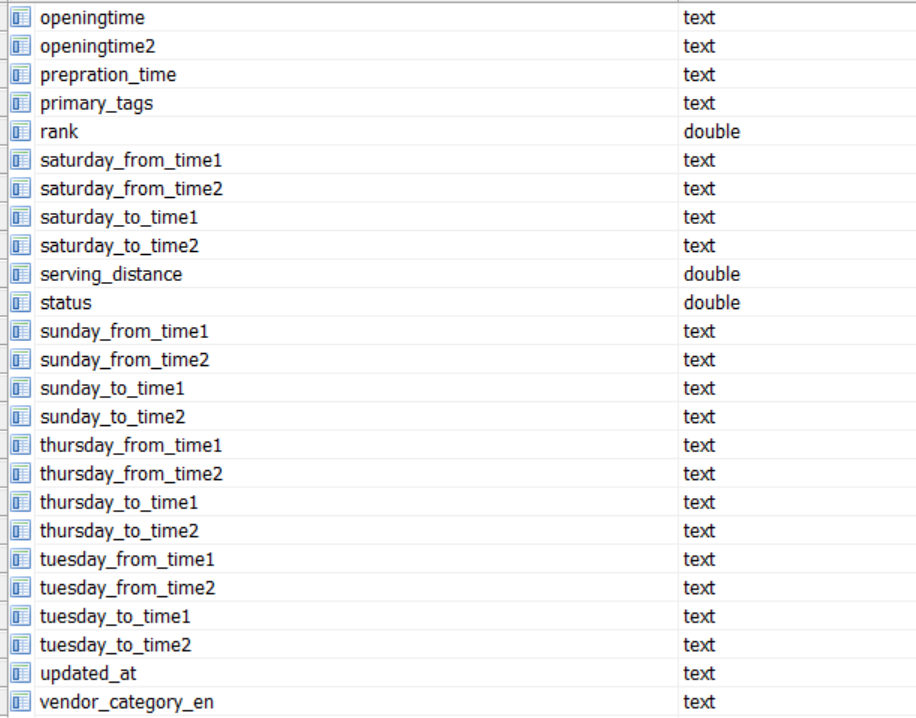 openingtime text
openingtime2 text
prepration_time text
primary_tags text
rank double
saturday_from_time1 text
saturday_from_time2 text
saturday_to_time1 text
saturday_to_time2 text
serving_distance double
status double
sunday_from_time1 text
sunday_from_time2 text
sunday_to_time1 text
sunday_to_time2 text
thursday_from_time1 text
thursday_from_time2 text
thursday_to_time1 text
thursday_to_time2 text
tuesday_from_time1 text
tuesday_from_time2 text
tuesday_to_time1 text
tuesday_to_time2 text
updated_at text
vendor_category_en text